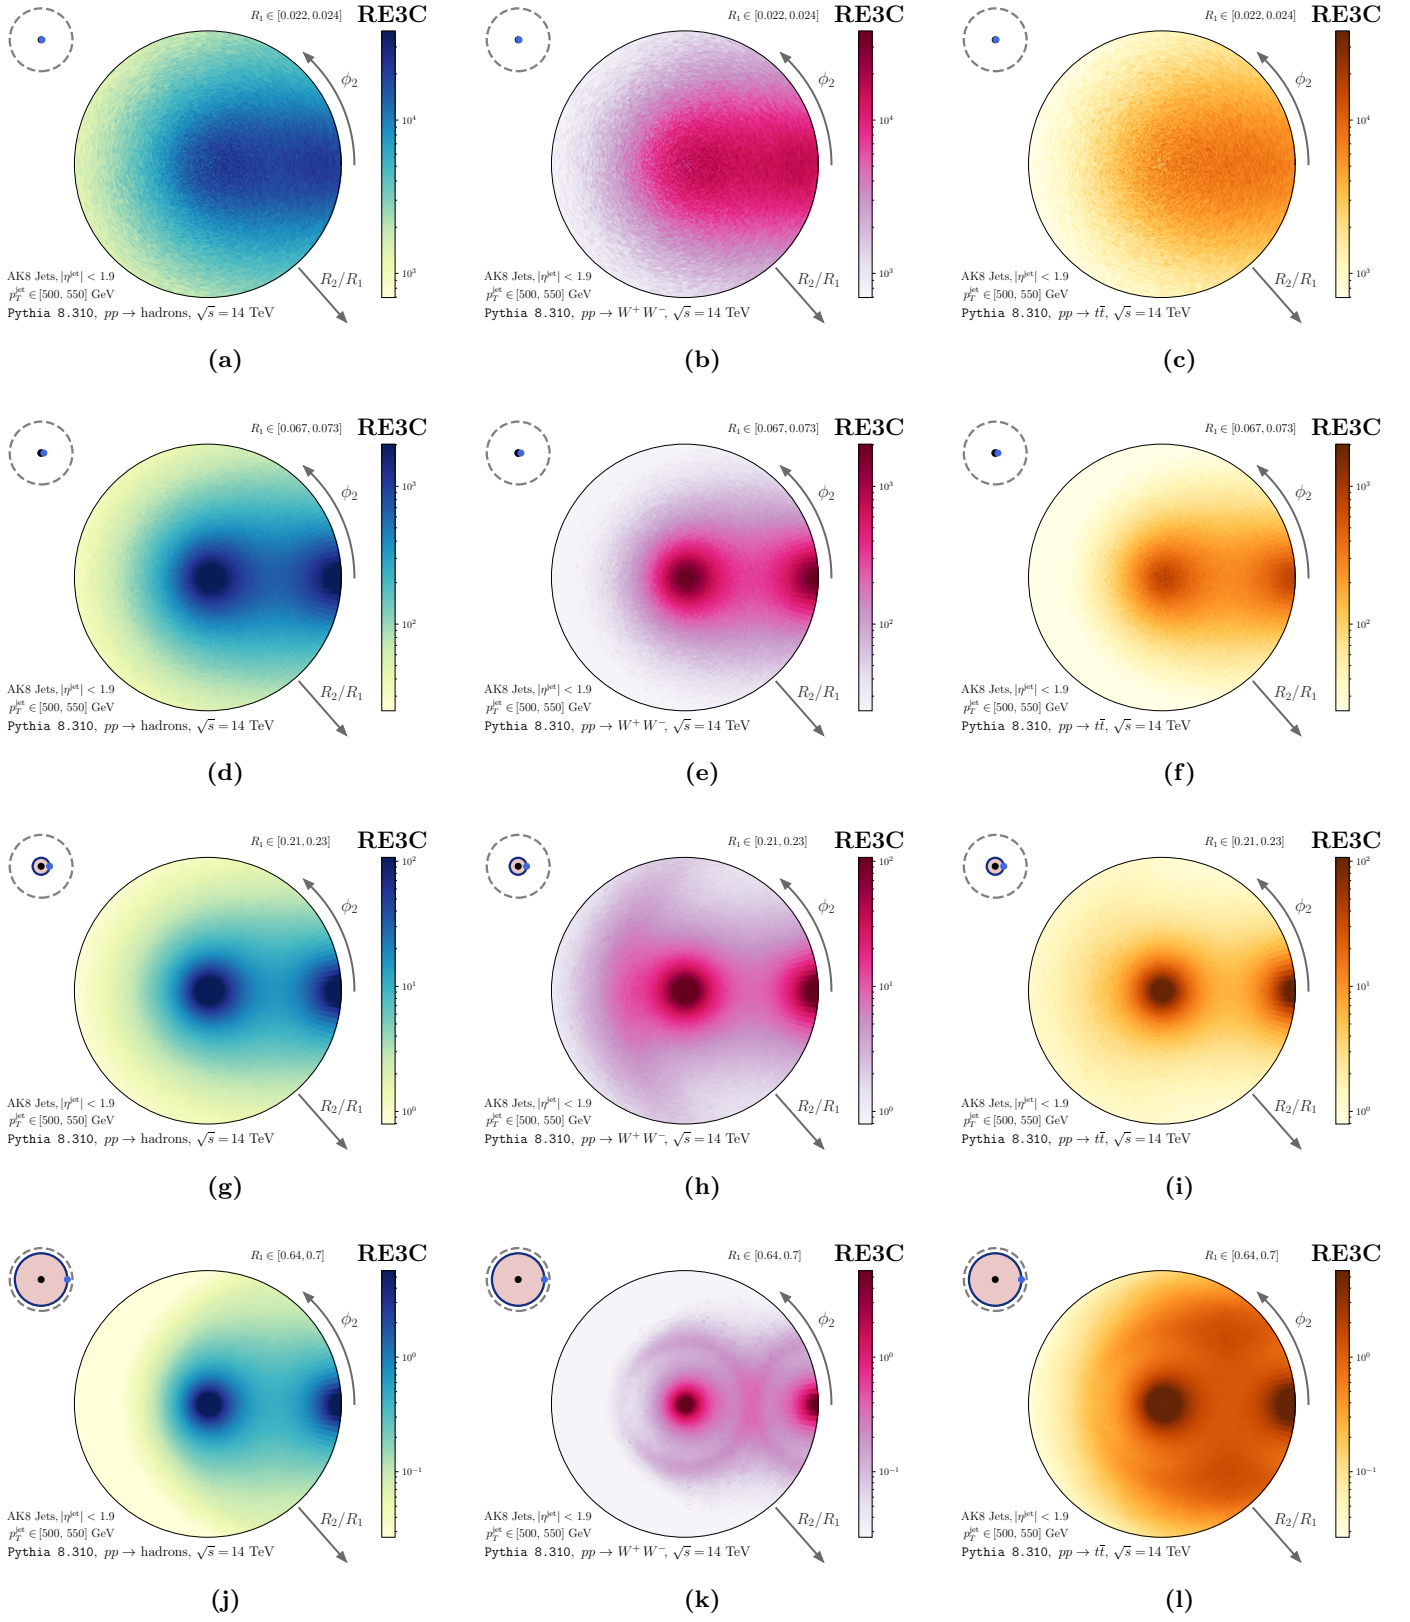 R₁ ∈ [0.022, 0.024] RE3C
ϕ₂
10⁴
10³
AK8 Jets, |η^jet| < 1.9
p_T^jet ∈ [500, 550] GeV
R₂/R₁
Pythia 8.310, pp → hadrons, √s = 14 TeV
(a)
R₁ ∈ [0.022, 0.024] RE3C
ϕ₂
10⁴
10³
AK8 Jets, |η^jet| < 1.9
p_T^jet ∈ [500, 550] GeV
R₂/R₁
Pythia 8.310, pp → W⁺W⁻, √s = 14 TeV
(b)
R₁ ∈ [0.022, 0.024] RE3C
ϕ₂
10⁴
10³
AK8 Jets, |η^jet| < 1.9
p_T^jet ∈ [500, 550] GeV
R₂/R₁
Pythia 8.310, pp → tt̄, √s = 14 TeV
(c)
R₁ ∈ [0.067, 0.073] RE3C
ϕ₂
10³
10²
AK8 Jets, |η^jet| < 1.9
p_T^jet ∈ [500, 550] GeV
R₂/R₁
Pythia 8.310, pp → hadrons, √s = 14 TeV
(d)
R₁ ∈ [0.067, 0.073] RE3C
ϕ₂
10³
10²
AK8 Jets, |η^jet| < 1.9
p_T^jet ∈ [500, 550] GeV
R₂/R₁
Pythia 8.310, pp → W⁺W⁻, √s = 14 TeV
(e)
R₁ ∈ [0.067, 0.073] RE3C
ϕ₂
10³
10²
AK8 Jets, |η^jet| < 1.9
p_T^jet ∈ [500, 550] GeV
R₂/R₁
Pythia 8.310, pp → tt̄, √s = 14 TeV
(f)
R₁ ∈ [0.21, 0.23] RE3C
10²
ϕ₂
10¹
10⁰
AK8 Jets, |η^jet| < 1.9
p_T^jet ∈ [500, 550] GeV
R₂/R₁
Pythia 8.310, pp → hadrons, √s = 14 TeV
(g)
R₁ ∈ [0.21, 0.23] RE3C
10²
ϕ₂
10¹
10⁰
AK8 Jets, |η^jet| < 1.9
p_T^jet ∈ [500, 550] GeV
R₂/R₁
Pythia 8.310, pp → W⁺W⁻, √s = 14 TeV
(h)
R₁ ∈ [0.21, 0.23] RE3C
10²
ϕ₂
10¹
10⁰
AK8 Jets, |η^jet| < 1.9
p_T^jet ∈ [500, 550] GeV
R₂/R₁
Pythia 8.310, pp → tt̄, √s = 14 TeV
(i)
R₁ ∈ [0.64, 0.7] RE3C
ϕ₂
10⁰
10⁻¹
AK8 Jets, |η^jet| < 1.9
p_T^jet ∈ [500, 550] GeV
R₂/R₁
Pythia 8.310, pp → hadrons, √s = 14 TeV
(j)
R₁ ∈ [0.64, 0.7] RE3C
ϕ₂
10⁰
10⁻¹
AK8 Jets, |η^jet| < 1.9
p_T^jet ∈ [500, 550] GeV
R₂/R₁
Pythia 8.310, pp → W⁺W⁻, √s = 14 TeV
(k)
R₁ ∈ [0.64, 0.7] RE3C
ϕ₂
10⁰
10⁻¹
AK8 Jets, |η^jet| < 1.9
p_T^jet ∈ [500, 550] GeV
R₂/R₁
Pythia 8.310, pp → tt̄, √s = 14 TeV
(l)